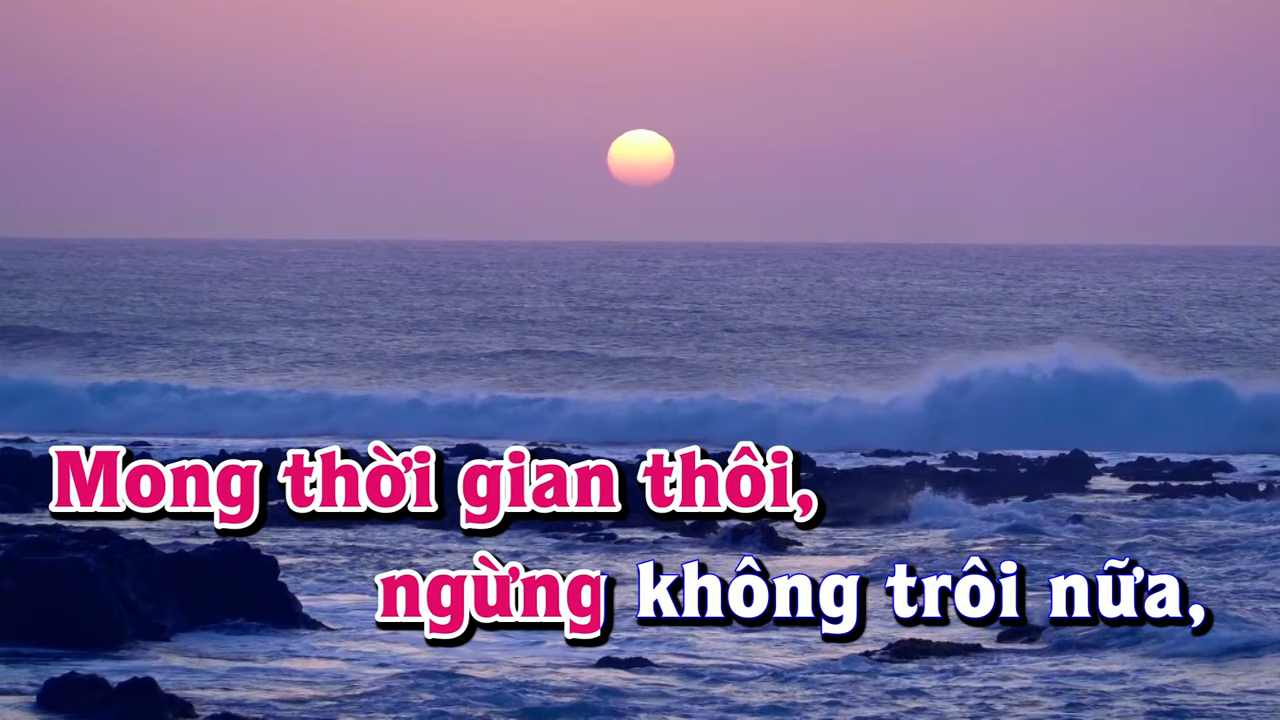 Mong thời gian thôi,
ngừng không trôi nữa,